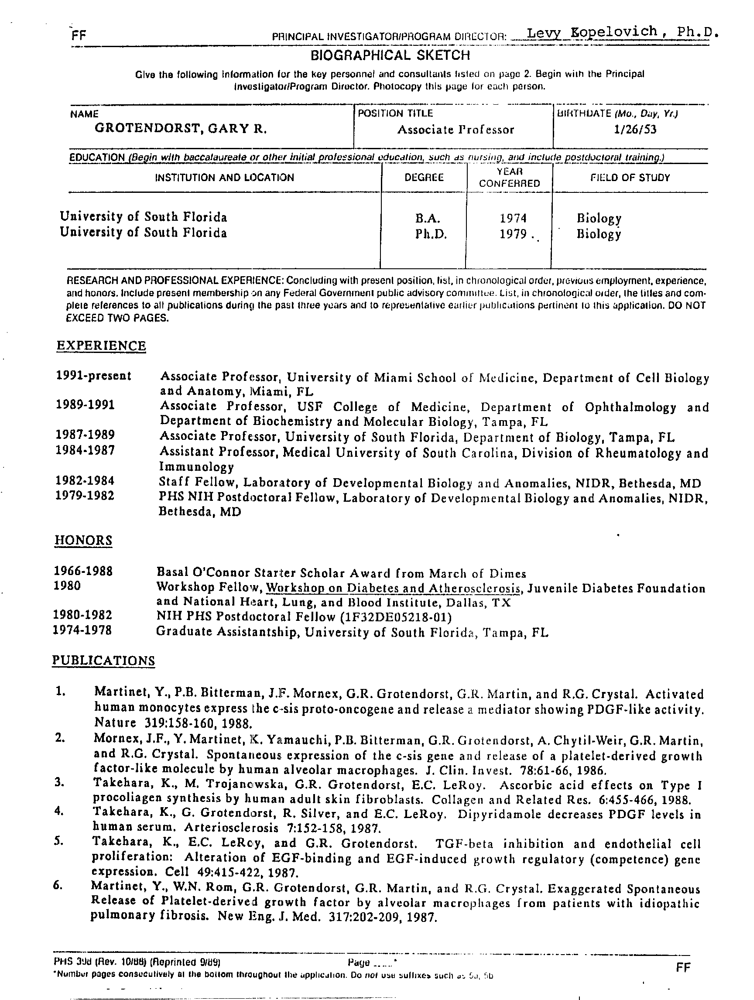 FF
PRINCIPAL INVESTIGATOR/PROGRAM DIRECTOR: Levy Kopelovich, Ph.D.
BIOGRAPHICAL SKETCH
Give the following information for the key personnel and consultants listed on page 2. Begin with the Principal
Investigator/Program Director. Photocopy this page for each person.
NAME POSITION TITLE BIRTHDATE (Mo., Day, Yr.)
GROTENDORST, GARY R. Associate Professor 1/26/53
EDUCATION (Begin with baccalaureate or other initial professional education, such as nursing, and include postdoctoral training.)
INSTITUTION AND LOCATION DEGREE YEAR CONFERRED FIELD OF STUDY
University of South Florida B.A. 1974 Biology
University of South Florida Ph.D. 1979 . Biology
RESEARCH AND PROFESSIONAL EXPERIENCE: Concluding with present position, list, in chronological order, previous employment, experience,
and honors. Include present membership on any Federal Government public advisory committee. List, in chronological order, the titles and com-
plete references to all publications during the past three years and to representative earlier publications pertinent to this application. DO NOT
EXCEED TWO PAGES.
EXPERIENCE
1991-present Associate Professor, University of Miami School of Medicine, Department of Cell Biology
and Anatomy, Miami, FL
1989-1991 Associate Professor, USF College of Medicine, Department of Ophthalmology and
Department of Biochemistry and Molecular Biology, Tampa, FL
1987-1989 Associate Professor, University of South Florida, Department of Biology, Tampa, FL
1984-1987 Assistant Professor, Medical University of South Carolina, Division of Rheumatology and
Immunology
1982-1984 Staff Fellow, Laboratory of Developmental Biology and Anomalies, NIDR, Bethesda, MD
1979-1982 PHS NIH Postdoctoral Fellow, Laboratory of Developmental Biology and Anomalies, NIDR,
Bethesda, MD
HONORS
1966-1988 Basal O'Connor Starter Scholar Award from March of Dimes
1980 Workshop Fellow, Workshop on Diabetes and Atherosclerosis, Juvenile Diabetes Foundation
and National Heart, Lung, and Blood Institute, Dallas, TX
1980-1982 NIH PHS Postdoctoral Fellow (1F32DE05218-01)
1974-1978 Graduate Assistantship, University of South Florida, Tampa, FL
PUBLICATIONS
1. Martinet, Y., P.B. Bitterman, J.F. Mornex, G.R. Grotendorst, G.R. Martin, and R.G. Crystal. Activated
human monocytes express the c-sis proto-oncogene and release a mediator showing PDGF-like activity.
Nature 319:158-160, 1988.
2. Mornex, J.F., Y. Martinet, K. Yamauchi, P.B. Bitterman, G.R. Grotendorst, A. Chytil-Weir, G.R. Martin,
and R.G. Crystal. Spontaneous expression of the c-sis gene and release of a platelet-derived growth
factor-like molecule by human alveolar macrophages. J. Clin. Invest. 78:61-66, 1986.
3. Takehara, K., M. Trojanowska, G.R. Grotendorst, E.C. LeRoy. Ascorbic acid effects on Type I
procollagen synthesis by human adult skin fibroblasts. Collagen and Related Res. 6:455-466, 1988.
4. Takehara, K., G. Grotendorst, R. Silver, and E.C. LeRoy. Dipyridamole decreases PDGF levels in
human serum. Arteriosclerosis 7:152-158, 1987.
5. Takehara, K., E.C. LeRoy, and G.R. Grotendorst. TGF-beta inhibition and endothelial cell
proliferation: Alteration of EGF-binding and EGF-induced growth regulatory (competence) gene
expression. Cell 49:415-422, 1987.
6. Martinet, Y., W.N. Rom, G.R. Grotendorst, G.R. Martin, and R.G. Crystal. Exaggerated Spontaneous
Release of Platelet-derived growth factor by alveolar macrophages from patients with idiopathic
pulmonary fibrosis. New Eng. J. Med. 317:202-209, 1987.
PHS 398 (Rev. 10/88) (Reprinted 9/89) Page ......*
*Number pages consecutively at the bottom throughout the application. Do not use suffixes such as 5a, 5b.
FF